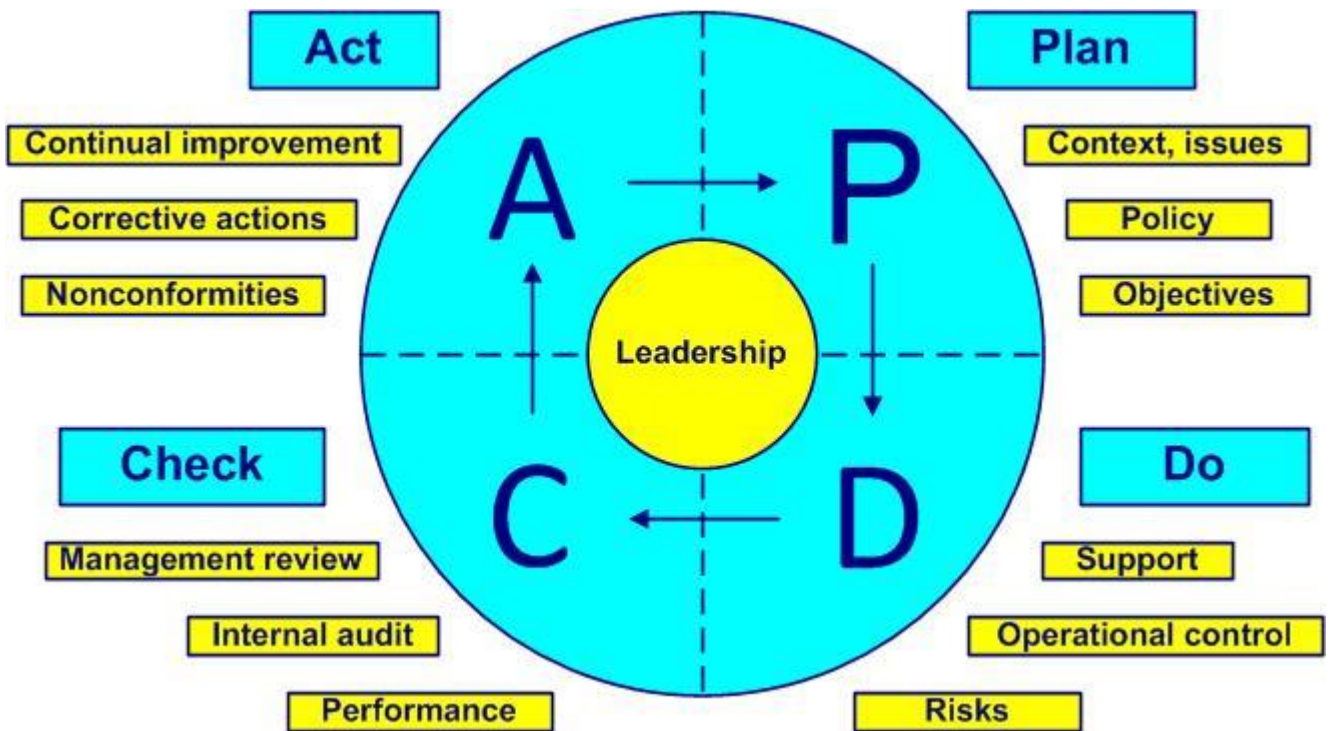 Act
Plan
Continual improvement
Context, issues
Corrective actions
Policy
Nonconformities
Objectives
A
P
Leadership
Check
Do
C
D
Management review
Support
Internal audit
Operational control
Performance
Risks